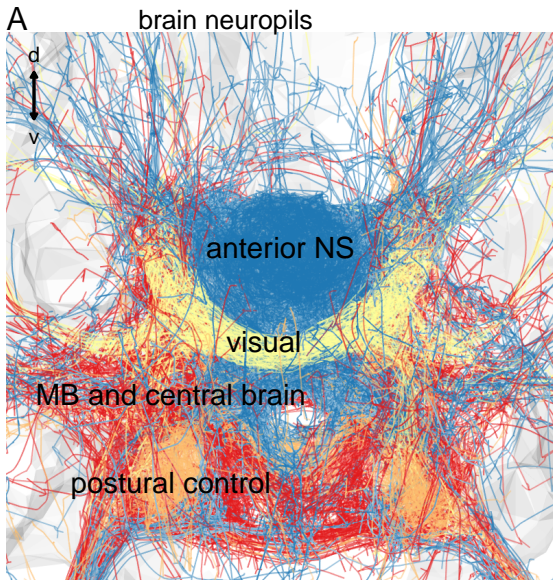 A
brain neuropils
d
v
anterior NS
visual
MB and central brain
postural control